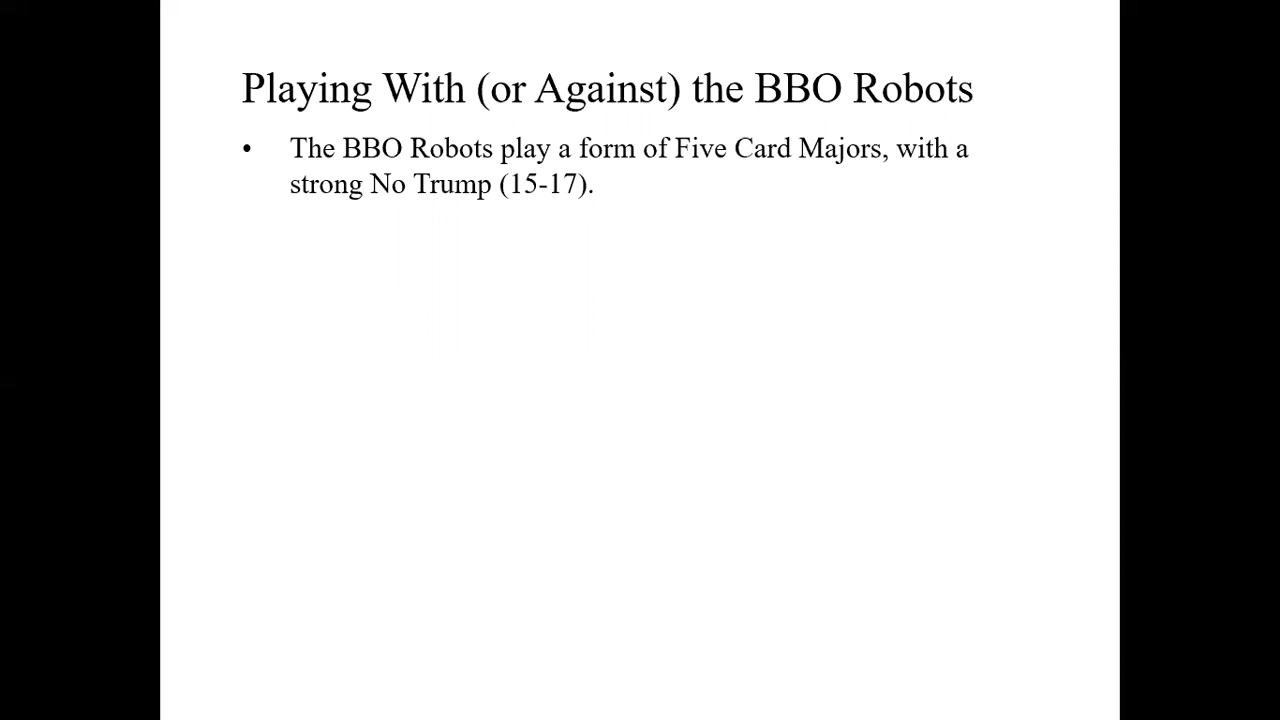 Playing With (or Against) the BBO Robots
• The BBO Robots play a form of Five Card Majors, with a
strong No Trump (15-17).